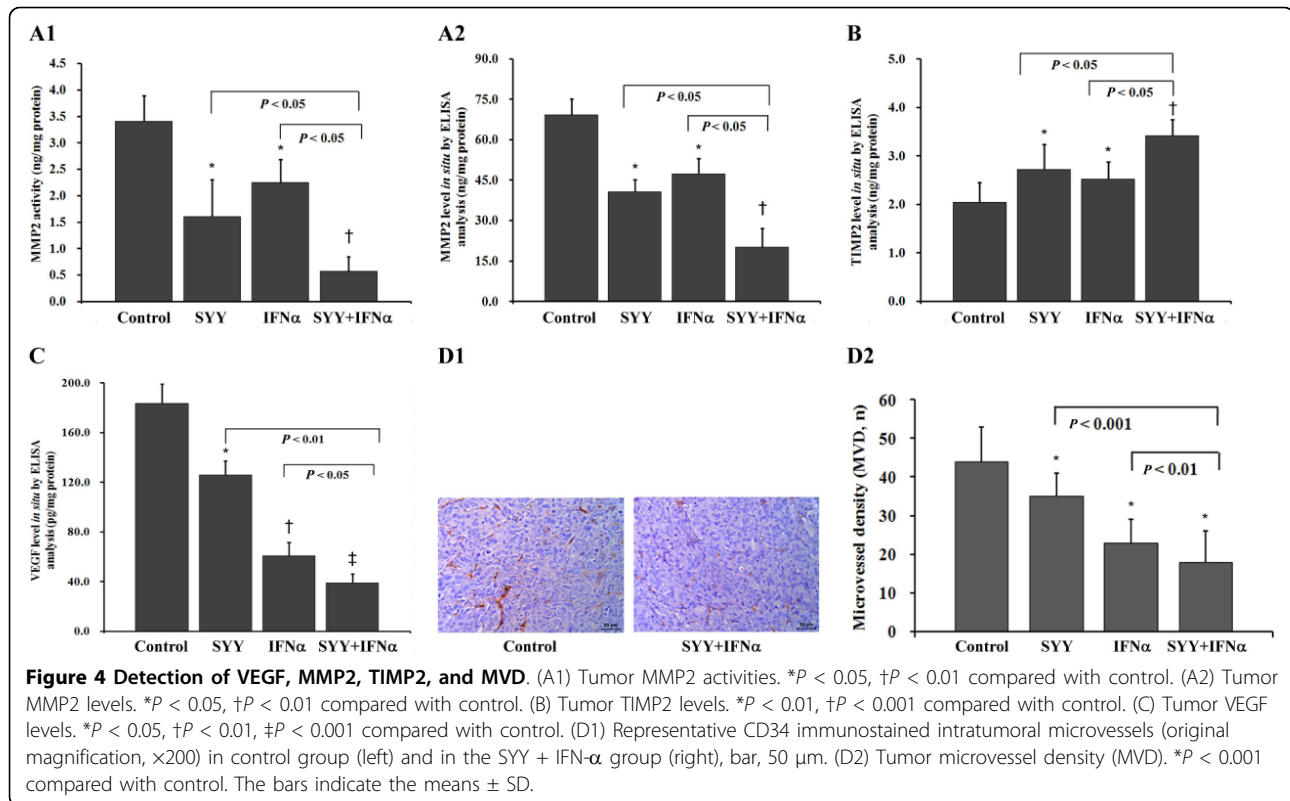 A1
MMP2 activity (ng/mg protein)
4.5
4.0
3.5
3.0
2.5
2.0
1.5
1.0
0.5
0.0
P < 0.05
P < 0.05
*
*
†
Control SYY IFNα SYY+IFNα
A2
MMP2 level in situ by ELISA
analysis (ng/mg protein)
90.0
75.0
60.0
45.0
30.0
15.0
0.0
P < 0.05
P < 0.05
*
*
†
Control SYY IFNα SYY+IFNα
B
TIMP2 level in situ by ELISA
analysis (ng/mg protein)
5.0
4.0
3.0
2.0
1.0
0.0
P < 0.05
P < 0.05
*
*
†
Control SYY IFNα SYY+IFNα
C
VEGF level in situ by ELISA
analysis (pg/mg protein)
200.0
160.0
120.0
80.0
40.0
0.0
P < 0.01
P < 0.05
*
†
‡
Control SYY IFNα SYY+IFNα
D1
50 μm
50 μm
Control SYY+IFNα
D2
Microvessel density (MVD, n)
60
50
40
30
20
10
0
P < 0.001
P < 0.01
*
*
*
Control SYY IFNα SYY+IFNα
Figure 4 Detection of VEGF, MMP2, TIMP2, and MVD. (A1) Tumor MMP2 activities. *P < 0.05, †P < 0.01 compared with control. (A2) Tumor
MMP2 levels. *P < 0.05, †P < 0.01 compared with control. (B) Tumor TIMP2 levels. *P < 0.01, †P < 0.001 compared with control. (C) Tumor VEGF
levels. *P < 0.05, †P < 0.01, ‡P < 0.001 compared with control. (D1) Representative CD34 immunostained intratumoral microvessels (original
magnification, ×200) in control group (left) and in the SYY + IFN-α group (right), bar, 50 μm. (D2) Tumor microvessel density (MVD). *P < 0.001
compared with control. The bars indicate the means ± SD.